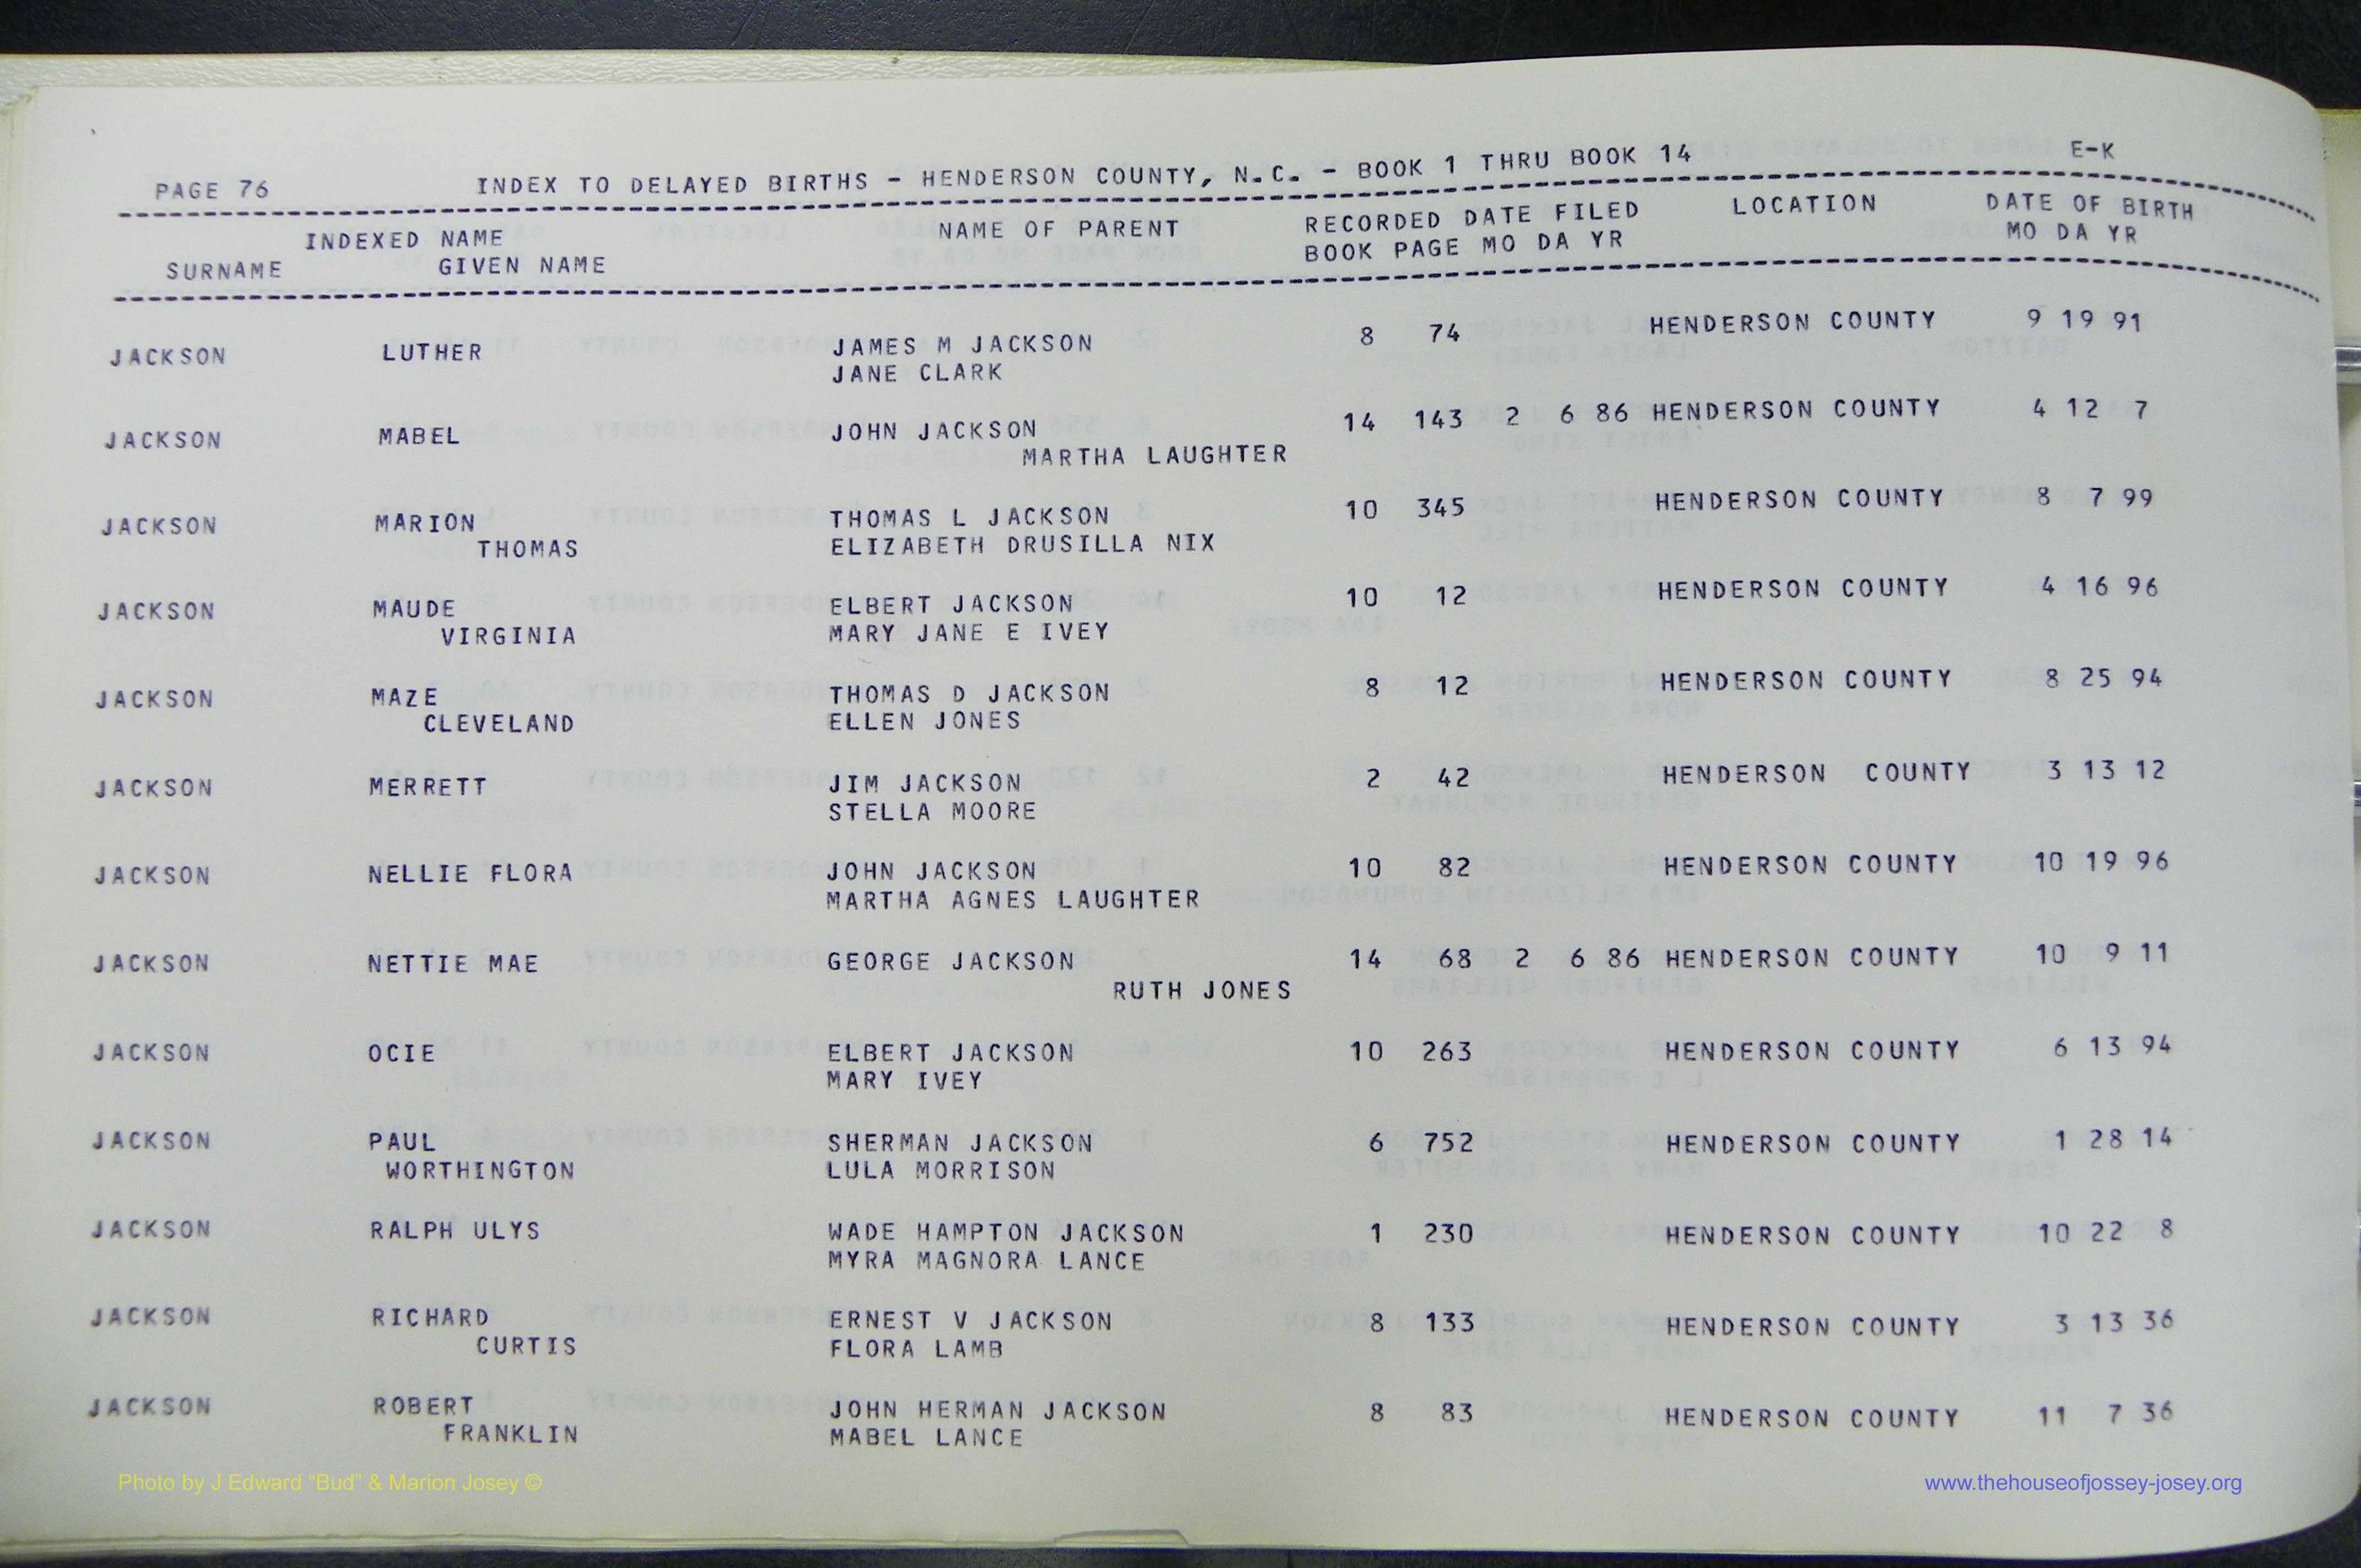 PAGE 76 INDEX TO DELAYED BIRTHS - HENDERSON COUNTY, N.C. - BOOK 1 THRU BOOK 14 E-K
INDEXED NAME NAME OF PARENT RECORDED DATE FILED LOCATION DATE OF BIRTH
SURNAME GIVEN NAME BOOK PAGE MO DA YR MO DA YR
JACKSON LUTHER JAMES M JACKSON 8 74 HENDERSON COUNTY 9 19 91
JANE CLARK
JACKSON MABEL JOHN JACKSON 14 143 2 6 86 HENDERSON COUNTY 4 12 7
MARTHA LAUGHTER
JACKSON MARION THOMAS L JACKSON 10 345 HENDERSON COUNTY 8 7 99
THOMAS ELIZABETH DRUSILLA NIX
JACKSON MAUDE ELBERT JACKSON 10 12 HENDERSON COUNTY 4 16 96
VIRGINIA MARY JANE E IVEY
JACKSON MAZE THOMAS D JACKSON 8 12 HENDERSON COUNTY 8 25 94
CLEVELAND ELLEN JONES
JACKSON MERRETT JIM JACKSON 2 42 HENDERSON COUNTY 3 13 12
STELLA MOORE
JACKSON NELLIE FLORA JOHN JACKSON 10 82 HENDERSON COUNTY 10 19 96
MARTHA AGNES LAUGHTER
JACKSON NETTIE MAE GEORGE JACKSON 14 68 2 6 86 HENDERSON COUNTY 10 9 11
RUTH JONES
JACKSON OCIE ELBERT JACKSON 10 263 HENDERSON COUNTY 6 13 94
MARY IVEY
JACKSON PAUL SHERMAN JACKSON 6 752 HENDERSON COUNTY 1 28 14
WORTHINGTON LULA MORRISON
JACKSON RALPH ULYS WADE HAMPTON JACKSON 1 230 HENDERSON COUNTY 10 22 8
MYRA MAGNORA LANCE
JACKSON RICHARD ERNEST V JACKSON 8 133 HENDERSON COUNTY 3 13 36
CURTIS FLORA LAMB
JACKSON ROBERT JOHN HERMAN JACKSON 8 83 HENDERSON COUNTY 11 7 36
FRANKLIN MABEL LANCE
Photo by J Edward “Bud” & Marion Josey © www.thehouseofjossey-josey.org